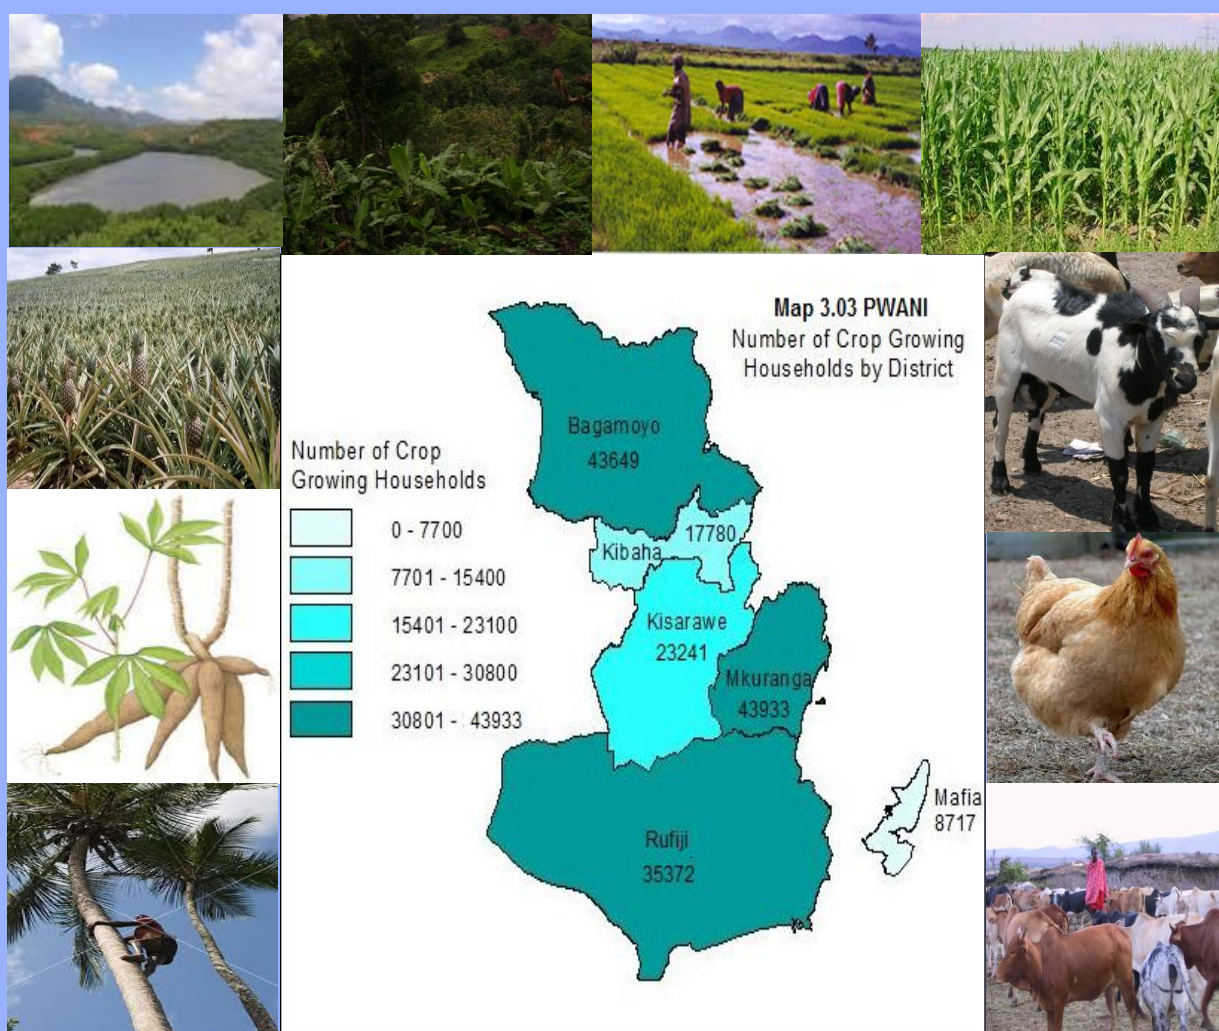 Map 3.03 PWANI
Number of Crop Growing
Households by District
Number of Crop
Growing Households
0 - 7700
7701 - 15400
15401 - 23100
23101 - 30800
30801 - 43933
Bagamoyo
43649
17780
Kibaha
Kisarawe
23241
Mkuranga
43933
Mafia
8717
Rufiji
35372